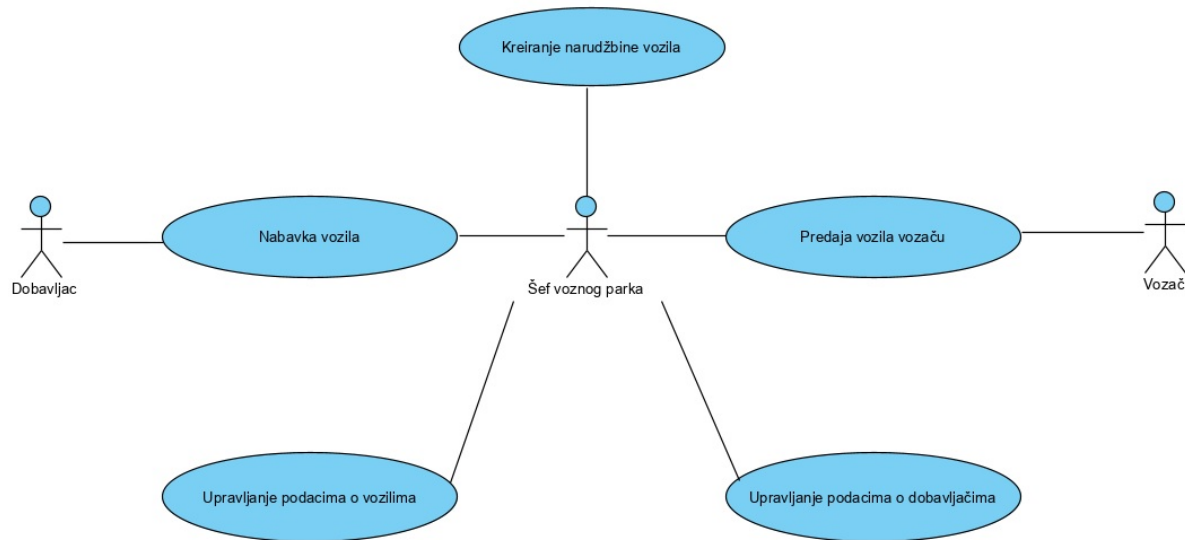 Kreiranje narudžbine vozila
Nabavka vozila
Predaja vozila vozaču
Dobavljac
Šef voznog parka
Vozač
Upravljanje podacima o vozilima
Upravljanje podacima o dobavljačima